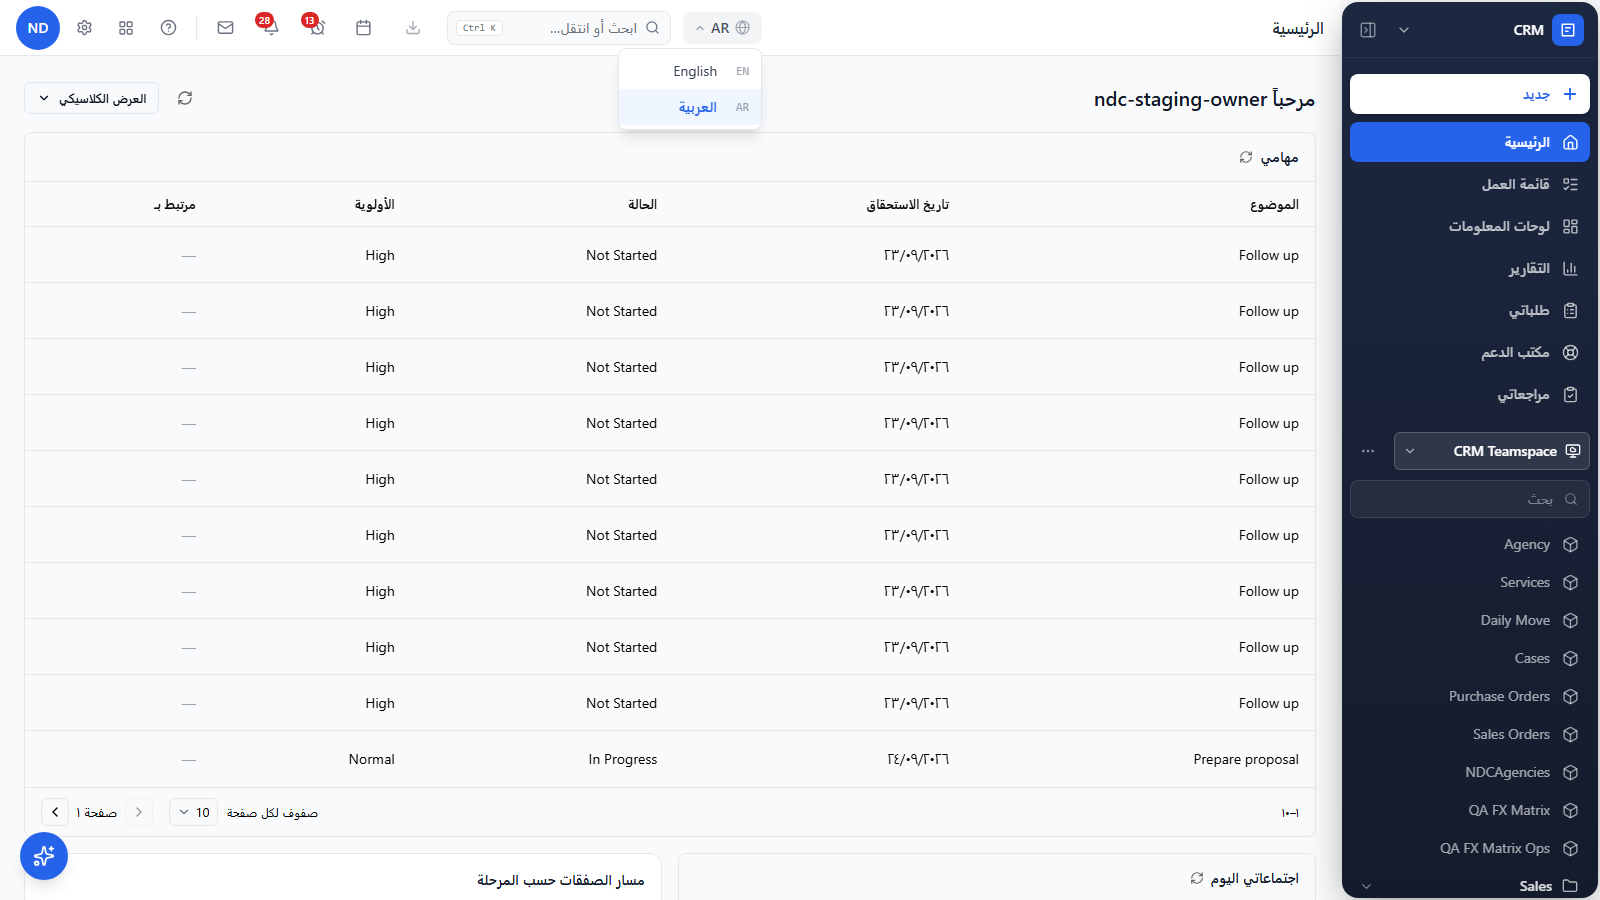 CRM
جديد
الرئيسية
قائمة العمل
لوحات المعلومات
التقارير
طلباتي
مكتب الدعم
مراجعاتي
CRM Teamspace
بحث
Agency
Services
Daily Move
Cases
Purchase Orders
Sales Orders
NDCAgencies
QA FX Matrix
QA FX Matrix Ops
Sales
الرئيسية
AR
ابحث أو انتقل... Ctrl K
13
28
ND
English EN
العربية AR
مرحباً ndc-staging-owner
العرض الكلاسيكي
مهامي
الموضوع تاريخ الاستحقاق الحالة الأولوية مرتبط بـ
Follow up ٢٣/٠٩/٢٠٢٦ Not Started High —
Follow up ٢٣/٠٩/٢٠٢٦ Not Started High —
Follow up ٢٣/٠٩/٢٠٢٦ Not Started High —
Follow up ٢٣/٠٩/٢٠٢٦ Not Started High —
Follow up ٢٣/٠٩/٢٠٢٦ Not Started High —
Follow up ٢٣/٠٩/٢٠٢٦ Not Started High —
Follow up ٢٣/٠٩/٢٠٢٦ Not Started High —
Follow up ٢٣/٠٩/٢٠٢٦ Not Started High —
Follow up ٢٣/٠٩/٢٠٢٦ Not Started High —
Prepare proposal ٢٤/٠٩/٢٠٢٦ In Progress Normal —
١–١٠
صفوف لكل صفحة 10 صفحة ١
اجتماعاتي اليوم
مسار الصفقات حسب المرحلة